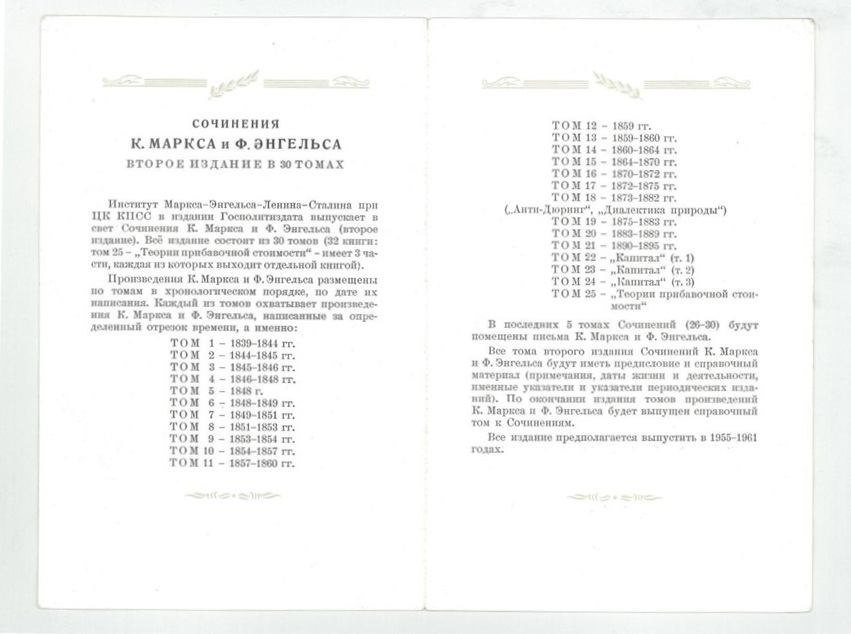 СОЧИНЕНИЯ
К. МАРКСА и Ф. ЭНГЕЛЬСА
ВТОРОЕ ИЗДАНИЕ В 30 ТОМАХ
Институт Маркса–Энгельса–Ленина–Сталина при
ЦК КПСС в издании Госполитиздата выпускает в
свет Сочинения К. Маркса и Ф. Энгельса (второе
издание). Всё издание состоит из 30 томов (32 книги:
том 25 – „Теории прибавочной стоимости“ – имеет 3 ча-
сти, каждая из которых выходит отдельной книгой).
Произведения К. Маркса и Ф. Энгельса размещены
по томам в хронологическом порядке, по дате их
написания. Каждый из томов охватывает произведе-
ния К. Маркса и Ф. Энгельса, написанные за опре-
деленный отрезок времени, а именно:
ТОМ 1 – 1839–1844 гг.
ТОМ 2 – 1844–1845 гг.
ТОМ 3 – 1845–1846 гг.
ТОМ 4 – 1846–1848 гг.
ТОМ 5 – 1848 г.
ТОМ 6 – 1848–1849 гг.
ТОМ 7 – 1849–1851 гг.
ТОМ 8 – 1851–1853 гг.
ТОМ 9 – 1853–1854 гг.
ТОМ 10 – 1854–1857 гг.
ТОМ 11 – 1857–1860 гг.
ТОМ 12 – 1859 гг.
ТОМ 13 – 1859–1860 гг.
ТОМ 14 – 1860–1864 гг.
ТОМ 15 – 1864–1870 гг.
ТОМ 16 – 1870–1872 гг.
ТОМ 17 – 1872–1875 гг.
ТОМ 18 – 1873–1882 гг.
(„Анти-Дюринг“, „Диалектика природы“)
ТОМ 19 – 1875–1883 гг.
ТОМ 20 – 1883–1889 гг.
ТОМ 21 – 1890–1895 гг.
ТОМ 22 – „Капитал“ (т. 1)
ТОМ 23 – „Капитал“ (т. 2)
ТОМ 24 – „Капитал“ (т. 3)
ТОМ 25 – „Теории прибавочной стои-
мости“
В последних 5 томах Сочинений (26–30) будут
помещены письма К. Маркса и Ф. Энгельса.
Все тома второго издания Сочинений К. Маркса
и Ф. Энгельса будут иметь предисловие и справочный
материал (примечания, даты жизни и деятельности,
именные указатели и указатели периодических изда-
ний). По окончании издания томов произведений
К. Маркса и Ф. Энгельса будет выпущен справочный
том к Сочинениям.
Все издание предполагается выпустить в 1955–1961
годах.